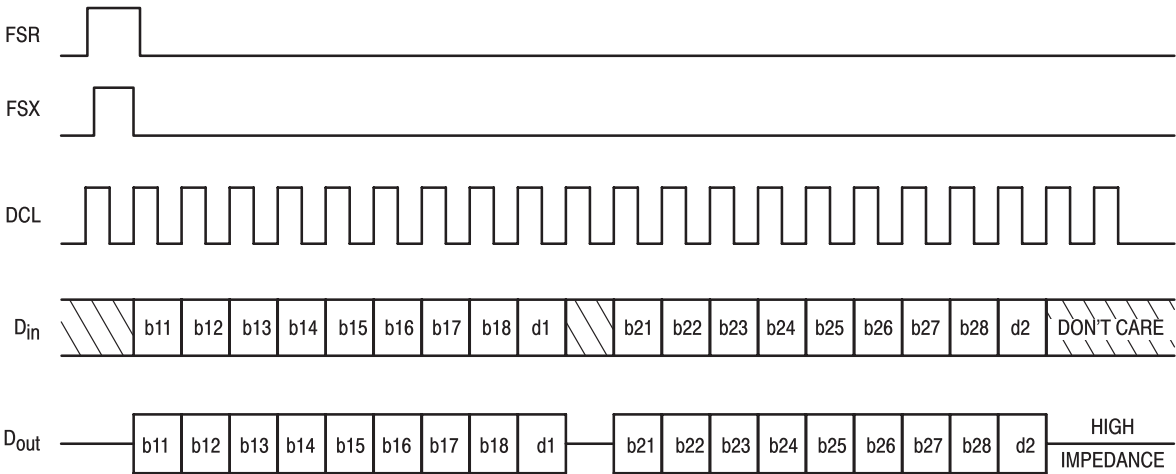 FSR
FSX
DCL
Din b11 b12 b13 b14 b15 b16 b17 b18 d1 b21 b22 b23 b24 b25 b26 b27 b28 d2 DON'T CARE
Dout b11 b12 b13 b14 b15 b16 b17 b18 d1 b21 b22 b23 b24 b25 b26 b27 b28 d2 HIGH
IMPEDANCE